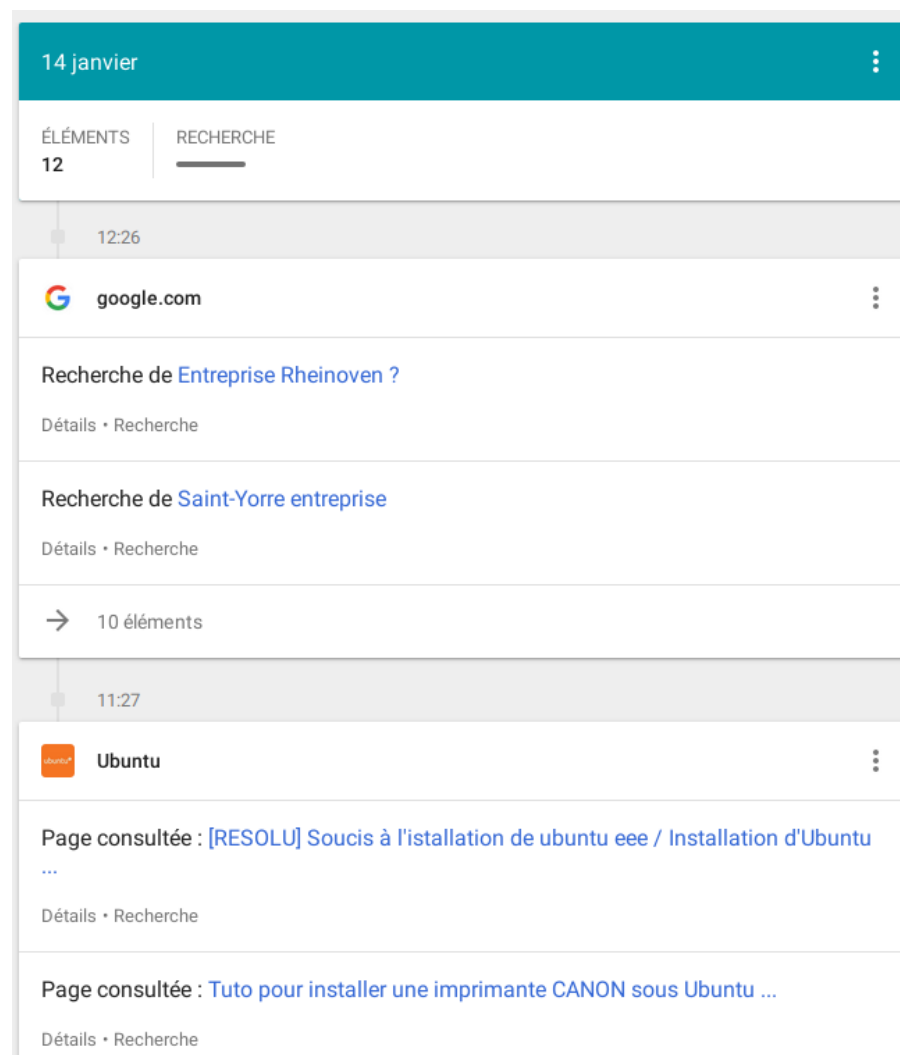 14 janvier
ÉLÉMENTS RECHERCHE
12
12:26
google.com
Recherche de Entreprise Rheinoven ?
Détails • Recherche
Recherche de Saint-Yorre entreprise
Détails • Recherche
10 éléments
11:27
ubuntu
Ubuntu
Page consultée : [RESOLU] Soucis à l'istallation de ubuntu eee / Installation d'Ubuntu
...
Détails • Recherche
Page consultée : Tuto pour installer une imprimante CANON sous Ubuntu ...
Détails • Recherche